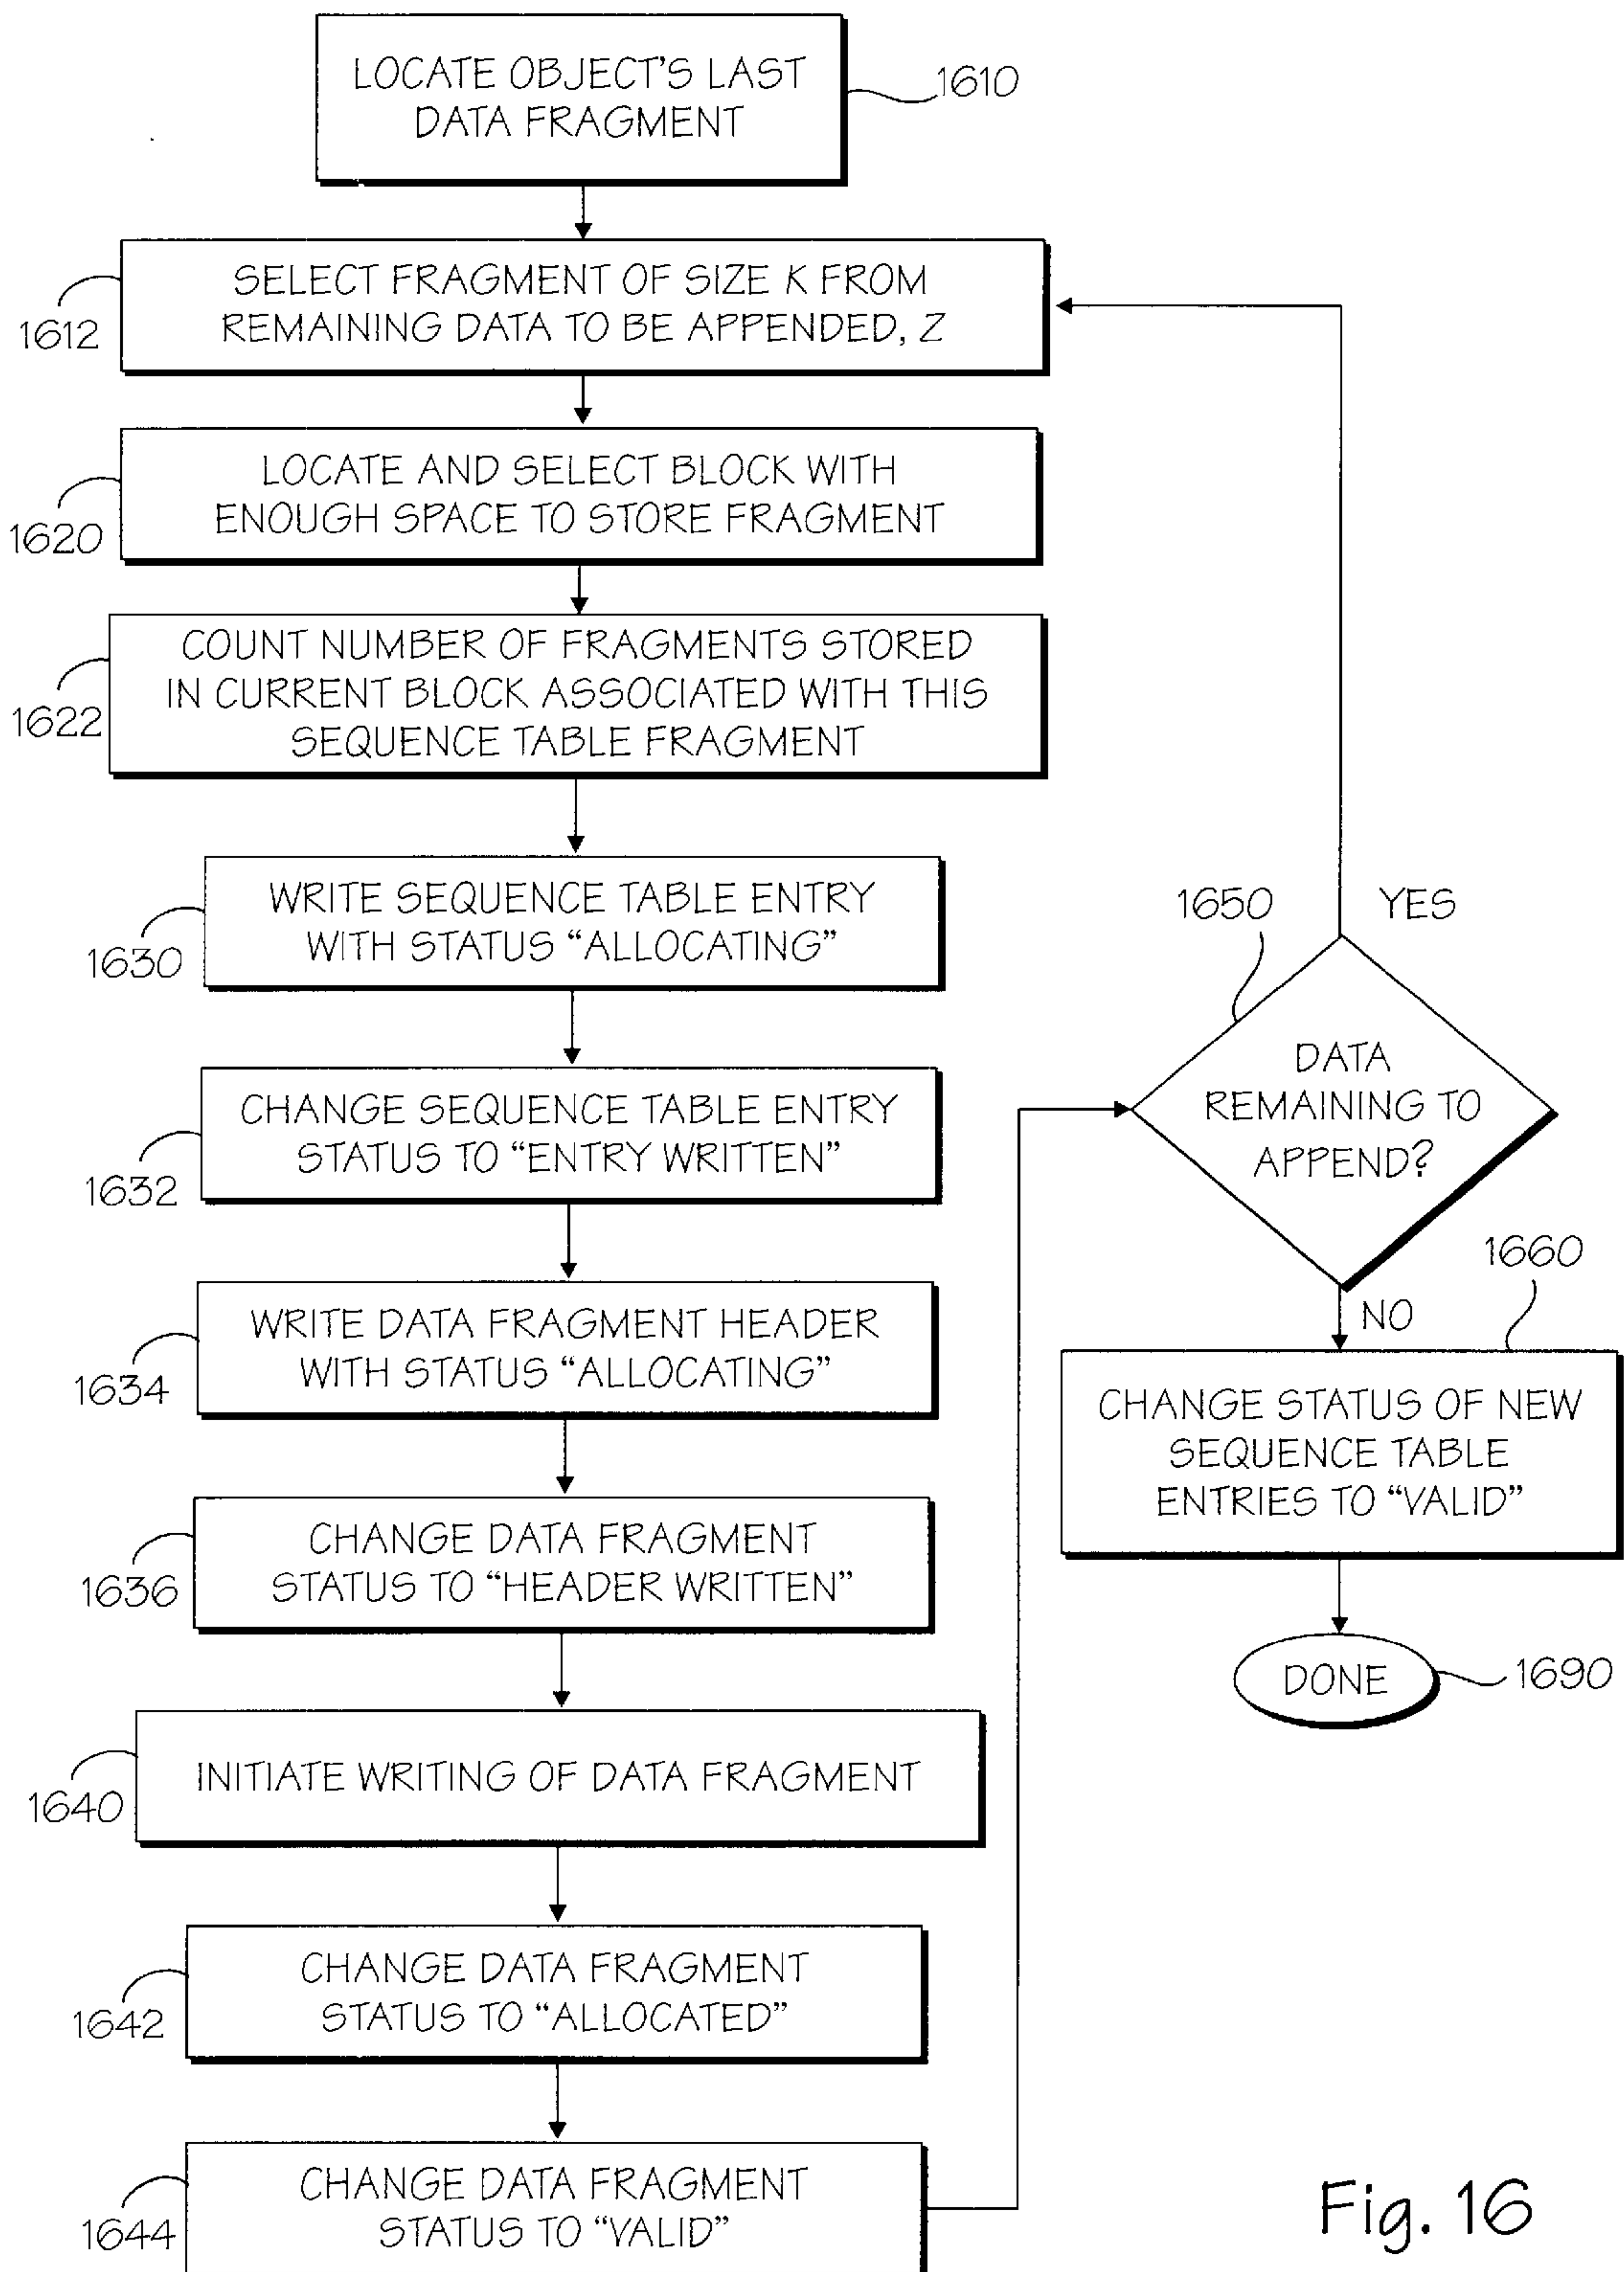 LOCATE OBJECT'S LAST
DATA FRAGMENT
1610
SELECT FRAGMENT OF SIZE K FROM
REMAINING DATA TO BE APPENDED, Z
1612
LOCATE AND SELECT BLOCK WITH
ENOUGH SPACE TO STORE FRAGMENT
1620
COUNT NUMBER OF FRAGMENTS STORED
IN CURRENT BLOCK ASSOCIATED WITH THIS
SEQUENCE TABLE FRAGMENT
1622
WRITE SEQUENCE TABLE ENTRY
WITH STATUS “ALLOCATING”
1630
CHANGE SEQUENCE TABLE ENTRY
STATUS TO “ENTRY WRITTEN”
1632
WRITE DATA FRAGMENT HEADER
WITH STATUS “ALLOCATING”
1634
CHANGE DATA FRAGMENT
STATUS TO “HEADER WRITTEN”
1636
INITIATE WRITING OF DATA FRAGMENT
1640
CHANGE DATA FRAGMENT
STATUS TO “ALLOCATED”
1642
CHANGE DATA FRAGMENT
STATUS TO “VALID”
1644
1650
YES
DATA
REMAINING TO
APPEND?
NO
1660
CHANGE STATUS OF NEW
SEQUENCE TABLE
ENTRIES TO “VALID”
DONE
1690
Fig. 16